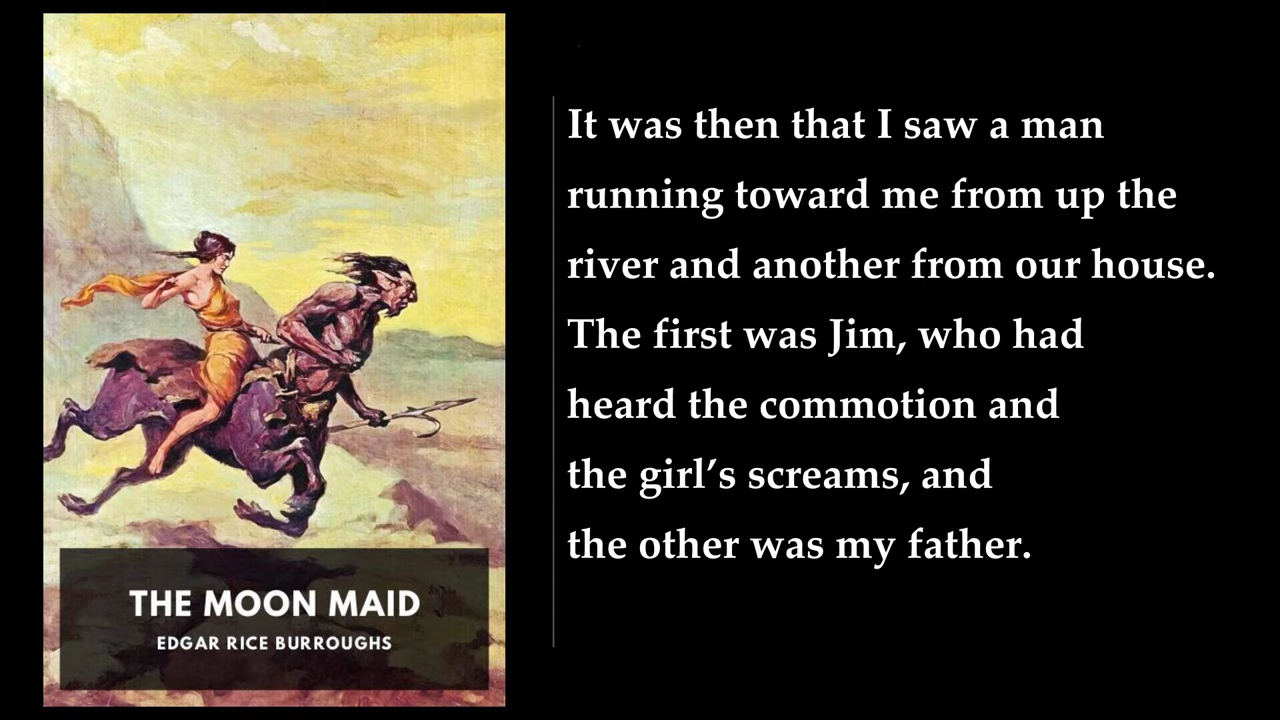 It was then that I saw a man
running toward me from up the
river and another from our house.
The first was Jim, who had
heard the commotion and
the girl’s screams, and
the other was my father.
THE MOON MAID
EDGAR RICE BURROUGHS